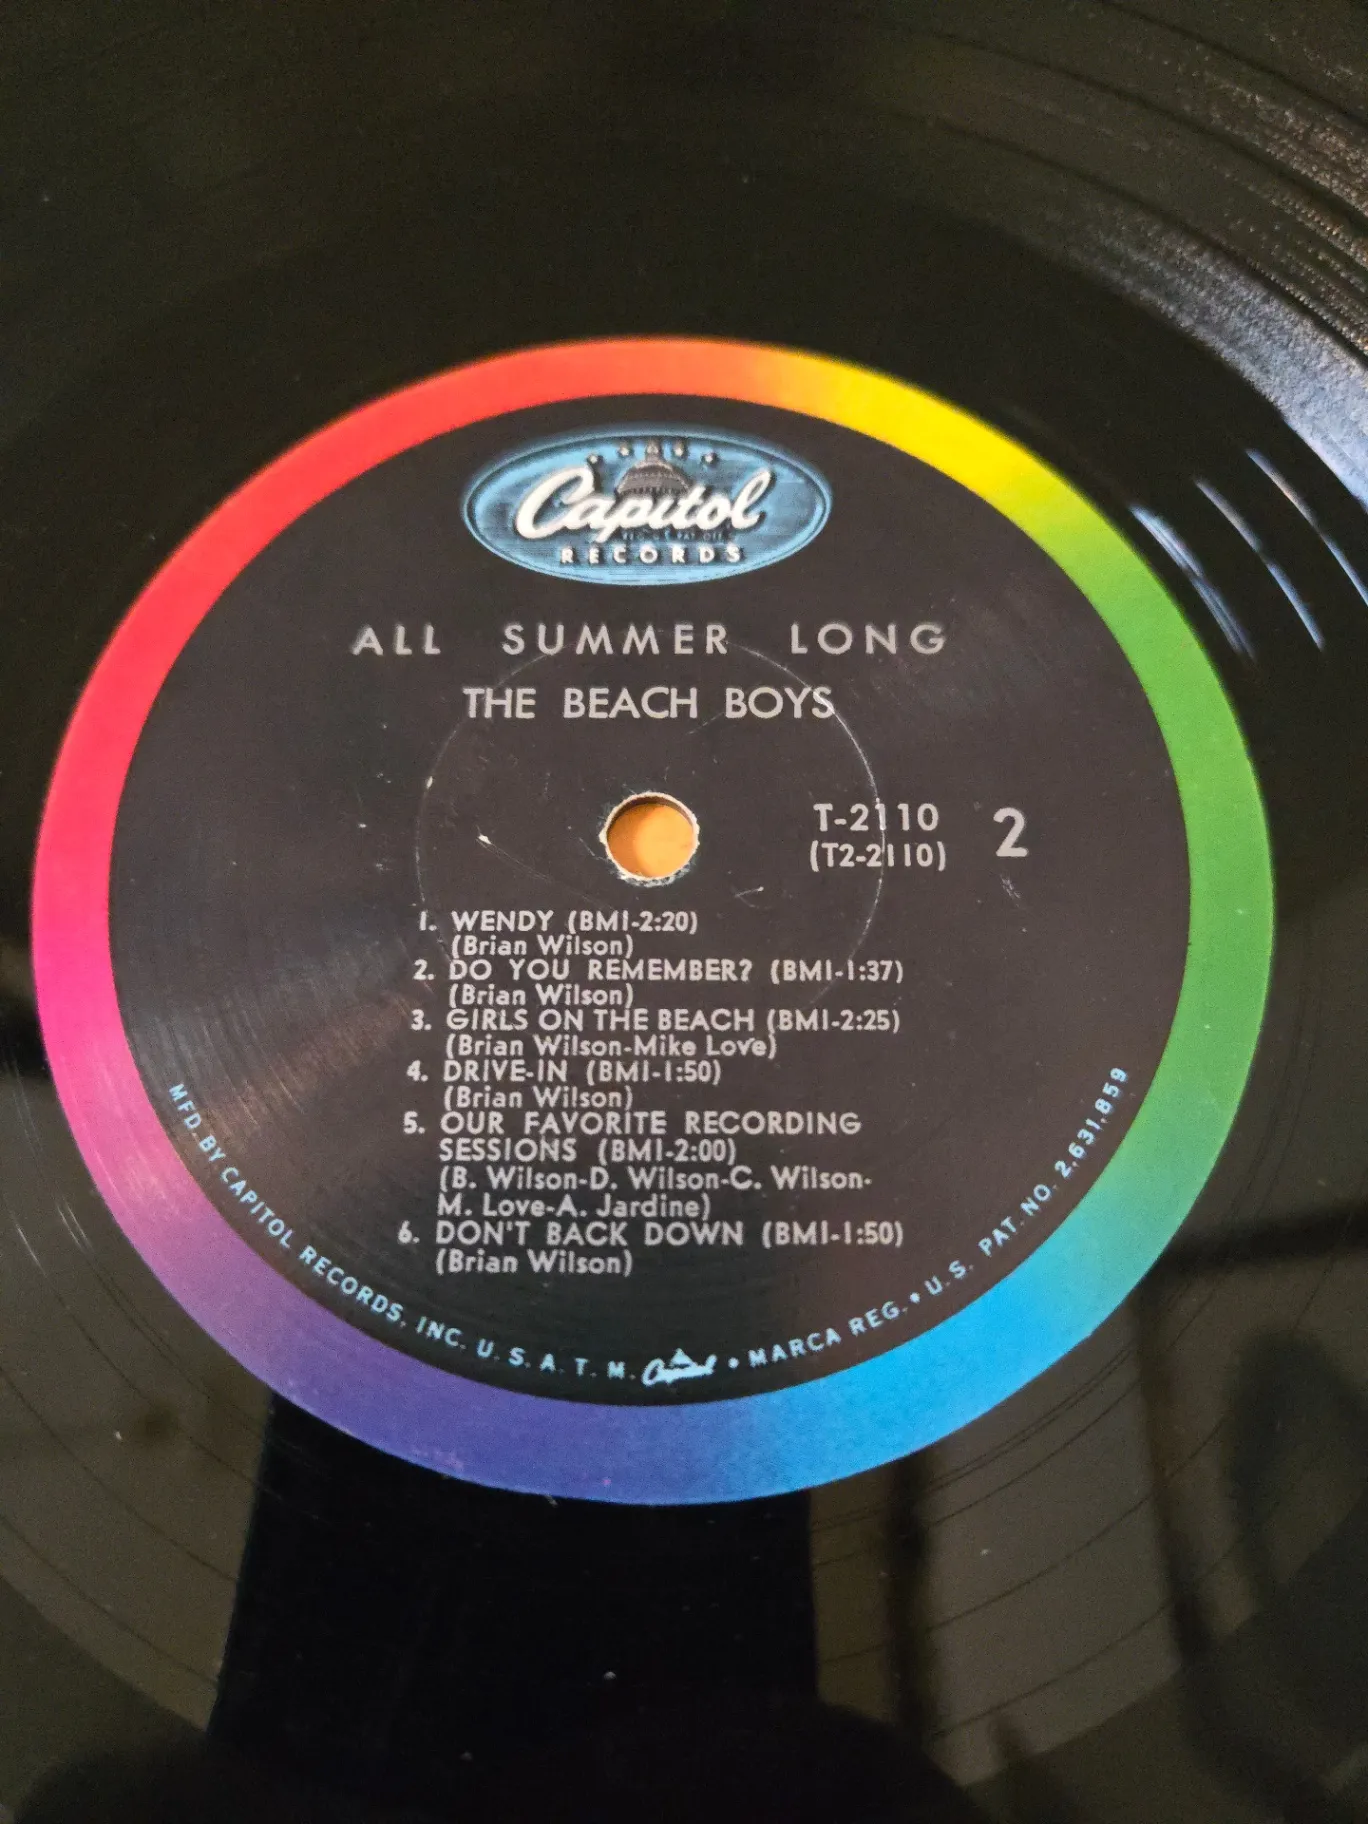 Capitol
RECORDS
ALL SUMMER LONG
THE BEACH BOYS
T-2110
(T2-2110)
2
1. WENDY (BMI-2:20)
(Brian Wilson)
2. DO YOU REMEMBER? (BMI-1:37)
(Brian Wilson)
3. GIRLS ON THE BEACH (BMI-2:25)
(Brian Wilson-Mike Love)
4. DRIVE-IN (BMI-1:50)
(Brian Wilson)
5. OUR FAVORITE RECORDING
SESSIONS (BMI-2:00)
(B. Wilson-D. Wilson-C. Wilson-
M. Love-A. Jardine)
6. DON'T BACK DOWN (BMI-1:50)
(Brian Wilson)
MFD. BY CAPITOL RECORDS, INC. U.S.A. T.M. Capitol • MARCA REG. • U.S. PAT. NO. 2,631,859